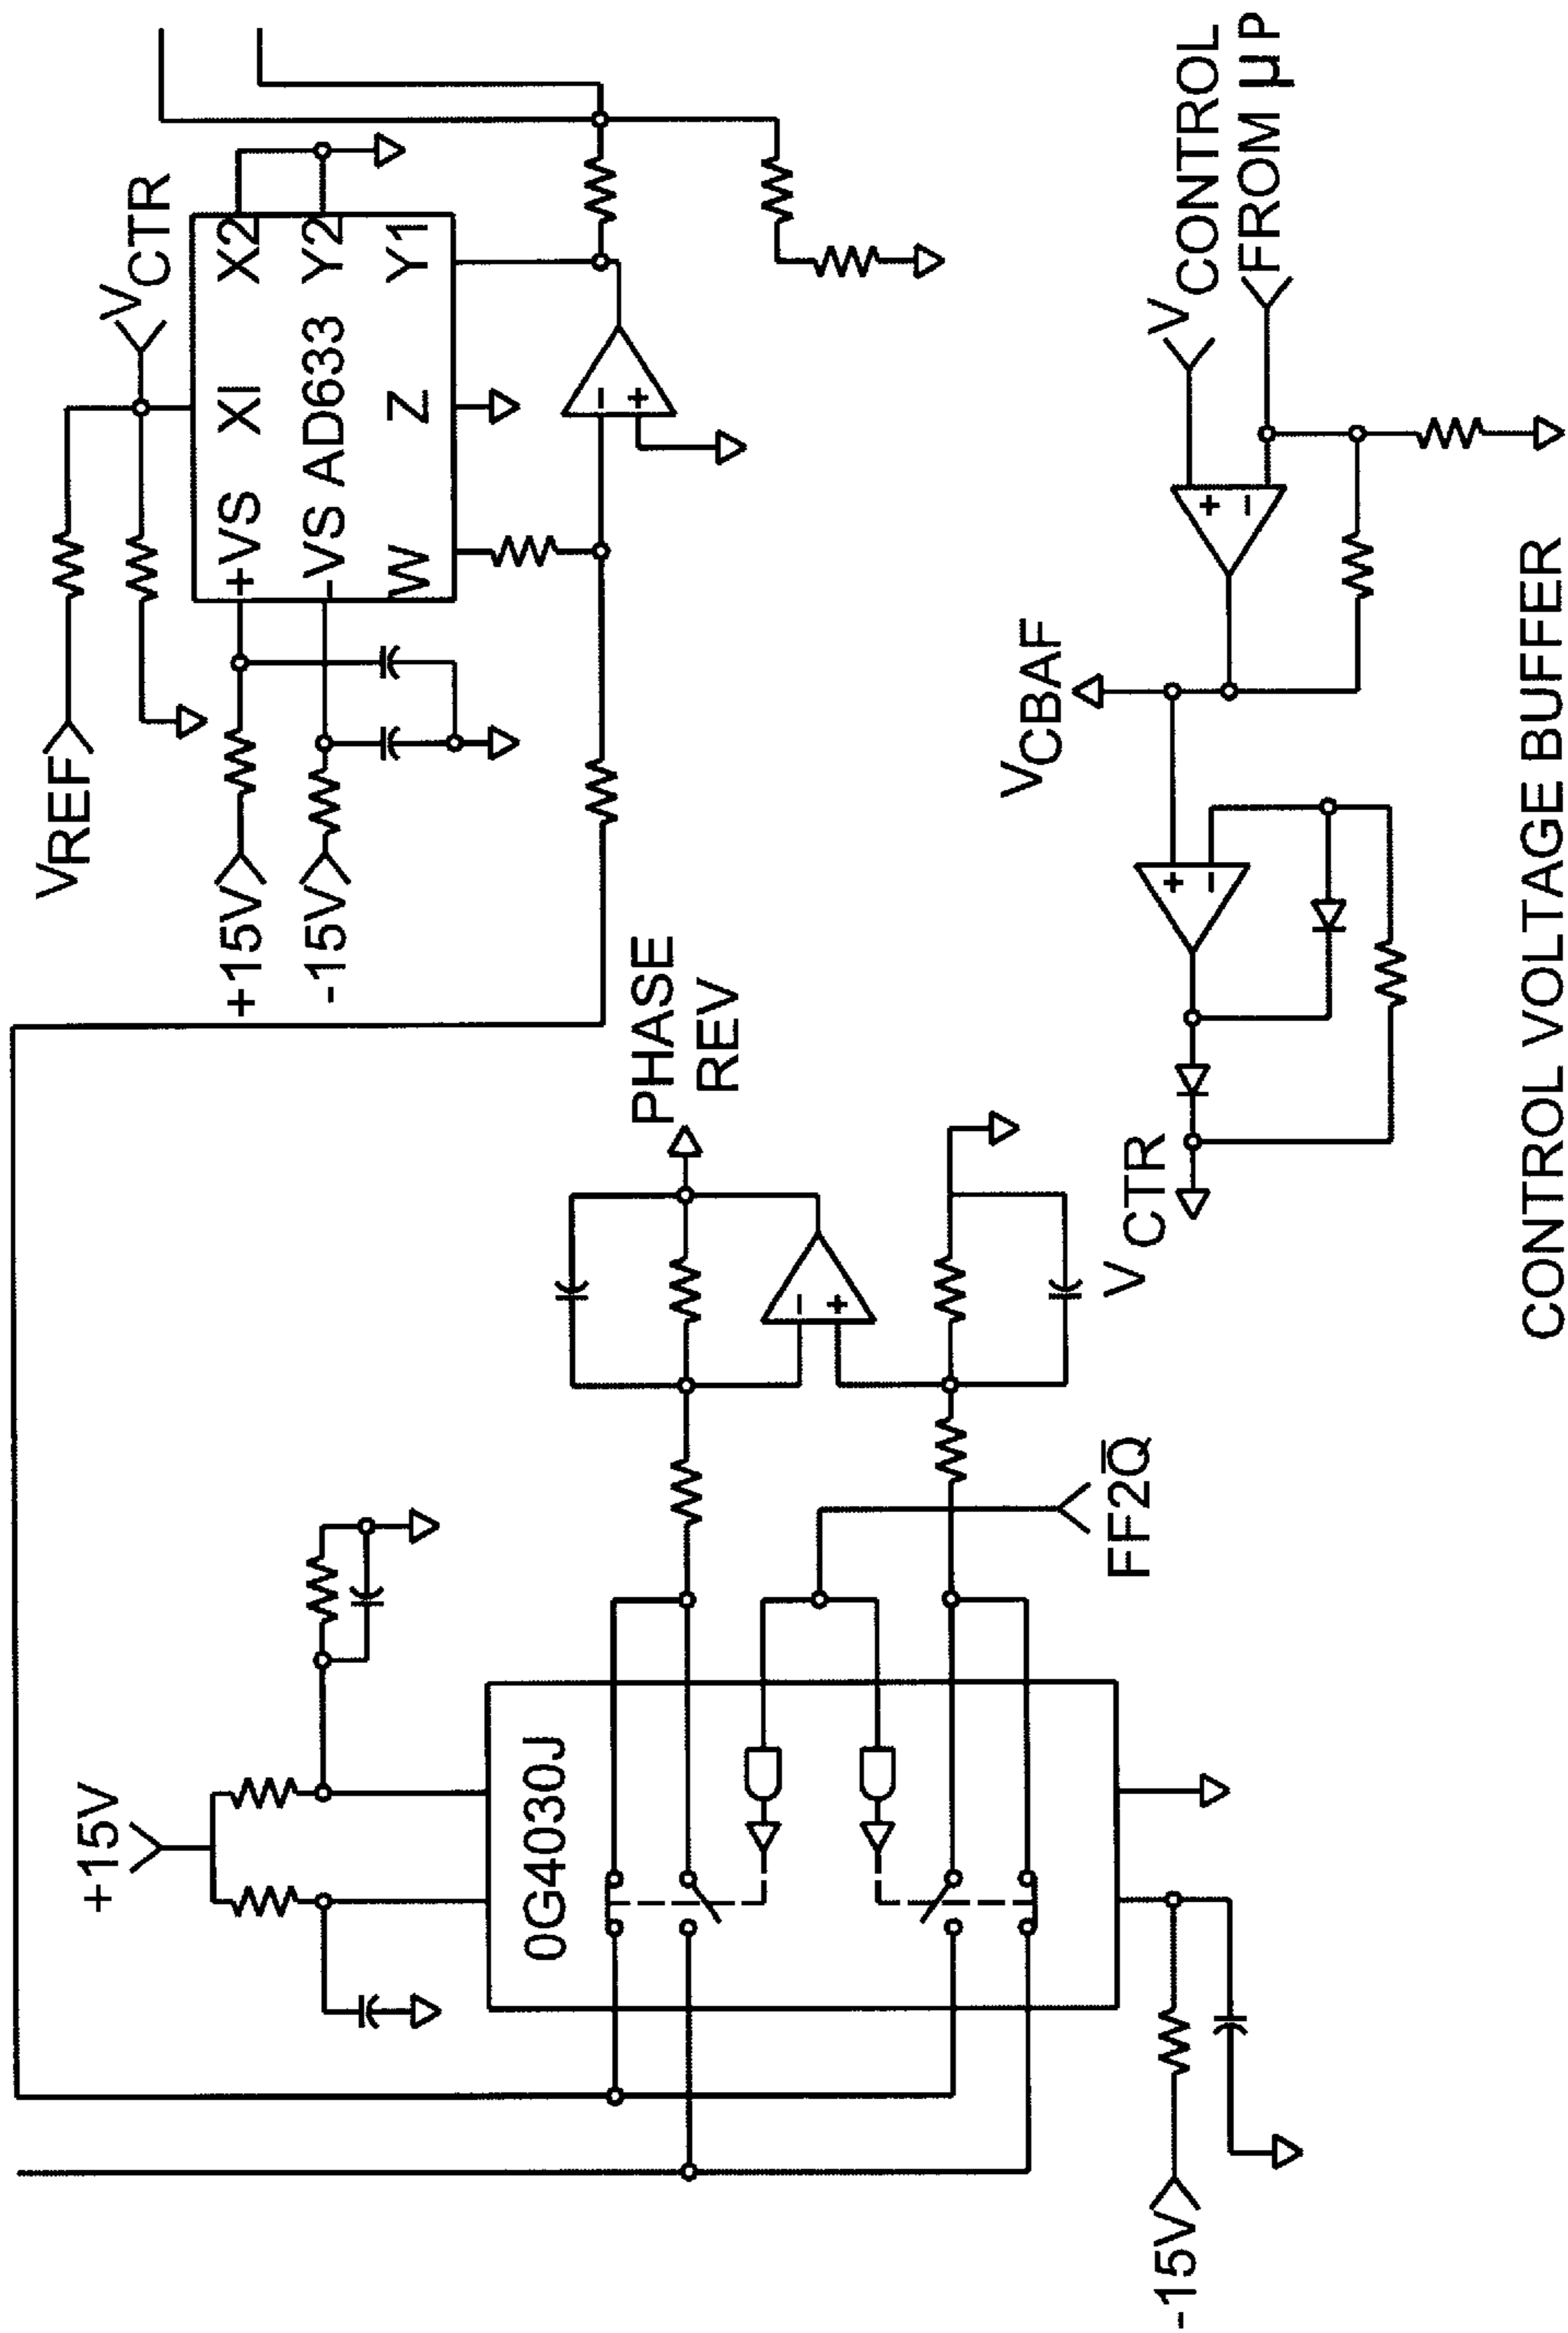 +15V
0G4030J
-15V
FF2Q̅
PHASE
REV
VREF
+15V
-15V
VCTR
+VS XI X2
-VS AD633 Y2
W Z Y1
VCTR
VCBAF
VCONTROL
FROM µP
CONTROL VOLTAGE BUFFER
- +
- +
+ -
+ -